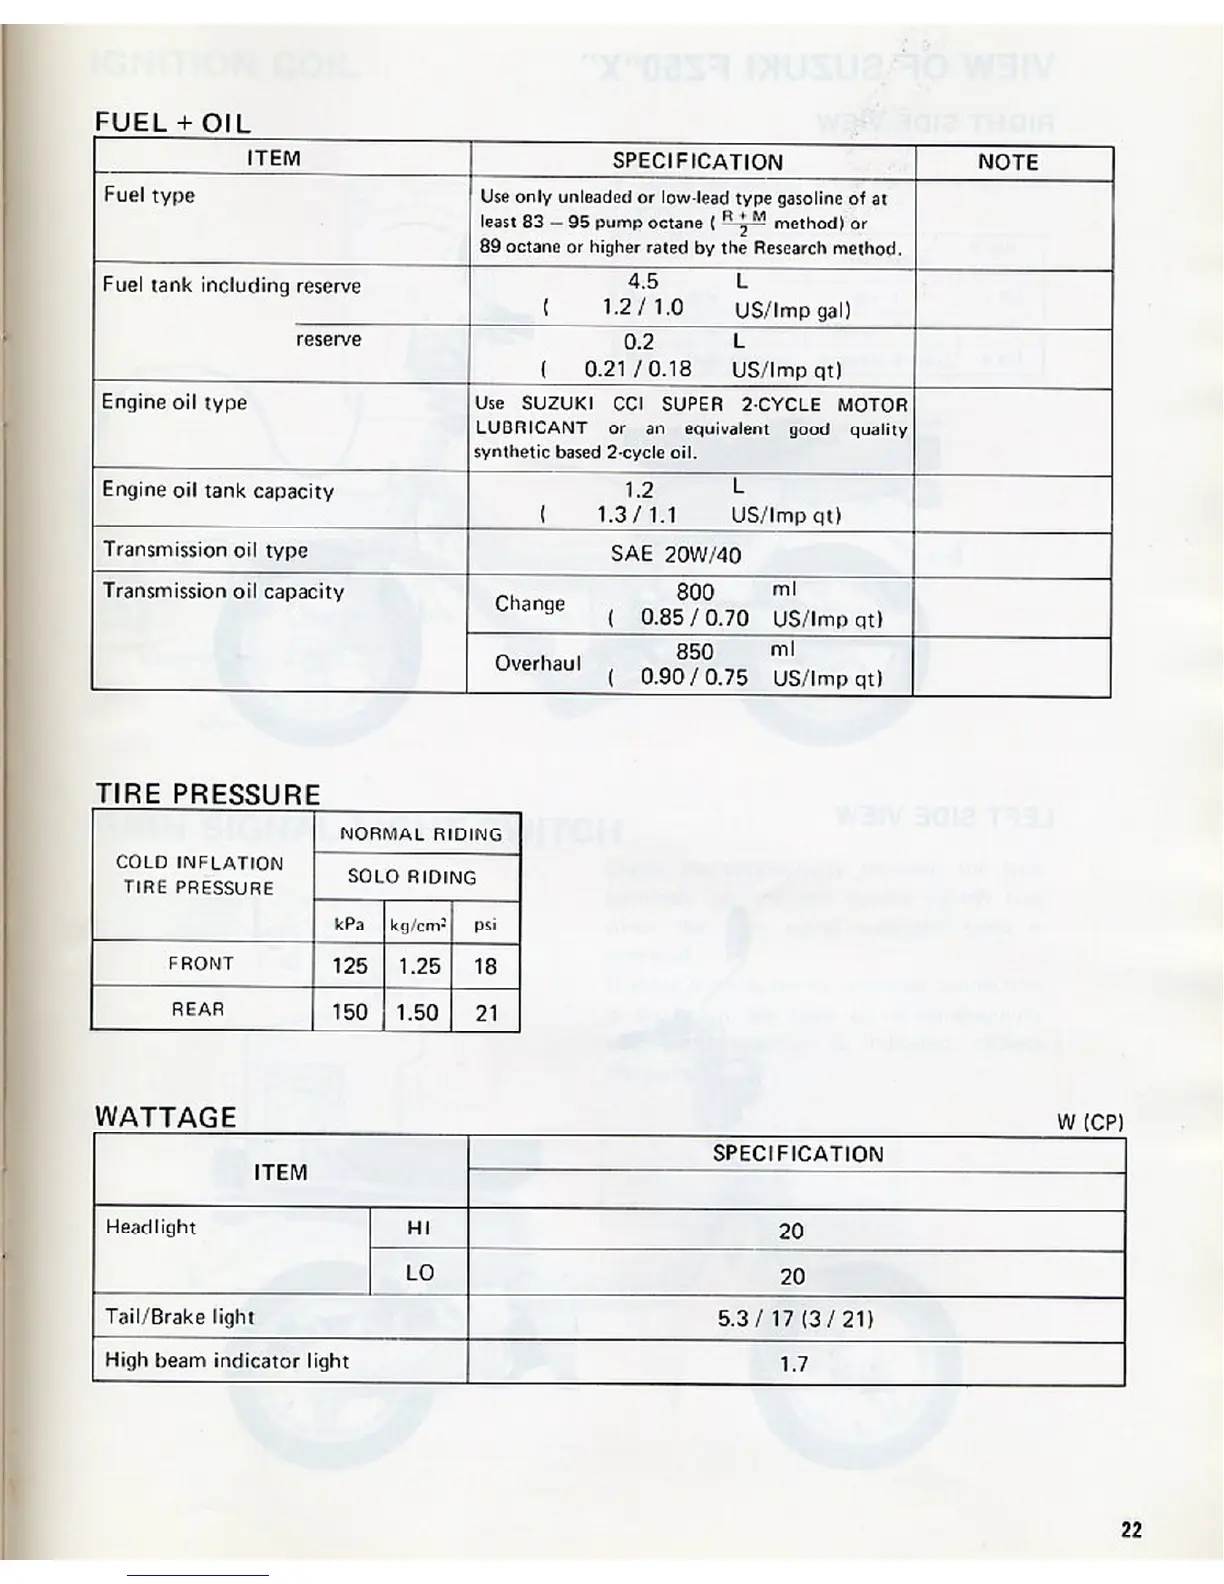 FUEL + OIL
ITEM SPECIFICATION NOTE
Fuel type Use only unleaded or low-lead type gasoline of at
least 83 – 95 pump octane ( R + M / 2 method) or
89 octane or higher rated by the Research method.
Fuel tank including reserve 4.5 L
( 1.2 / 1.0 US/Imp gal)
reserve 0.2 L
( 0.21 / 0.18 US/Imp qt)
Engine oil type Use SUZUKI CCI SUPER 2-CYCLE MOTOR
LUBRICANT or an equivalent good quality
synthetic based 2-cycle oil.
Engine oil tank capacity 1.2 L
( 1.3 / 1.1 US/Imp qt)
Transmission oil type SAE 20W/40
Transmission oil capacity Change 800 ml
( 0.85 / 0.70 US/Imp qt)
Overhaul 850 ml
( 0.90 / 0.75 US/Imp qt)
TIRE PRESSURE
COLD INFLATION
TIRE PRESSURE
NORMAL RIDING
SOLO RIDING
kPa kg/cm² psi
FRONT 125 1.25 18
REAR 150 1.50 21
WATTAGE W (CP)
ITEM SPECIFICATION
Headlight HI 20
LO 20
Tail/Brake light 5.3 / 17 (3 / 21)
High beam indicator light 1.7
22